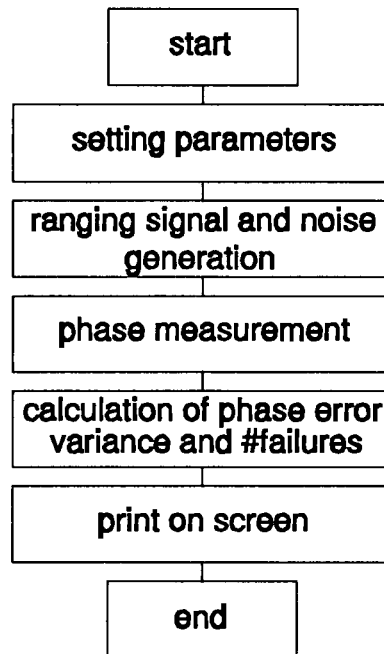 start
setting parameters
ranging signal and noise
generation
phase measurement
calculation of phase error
variance and #failures
print on screen
end